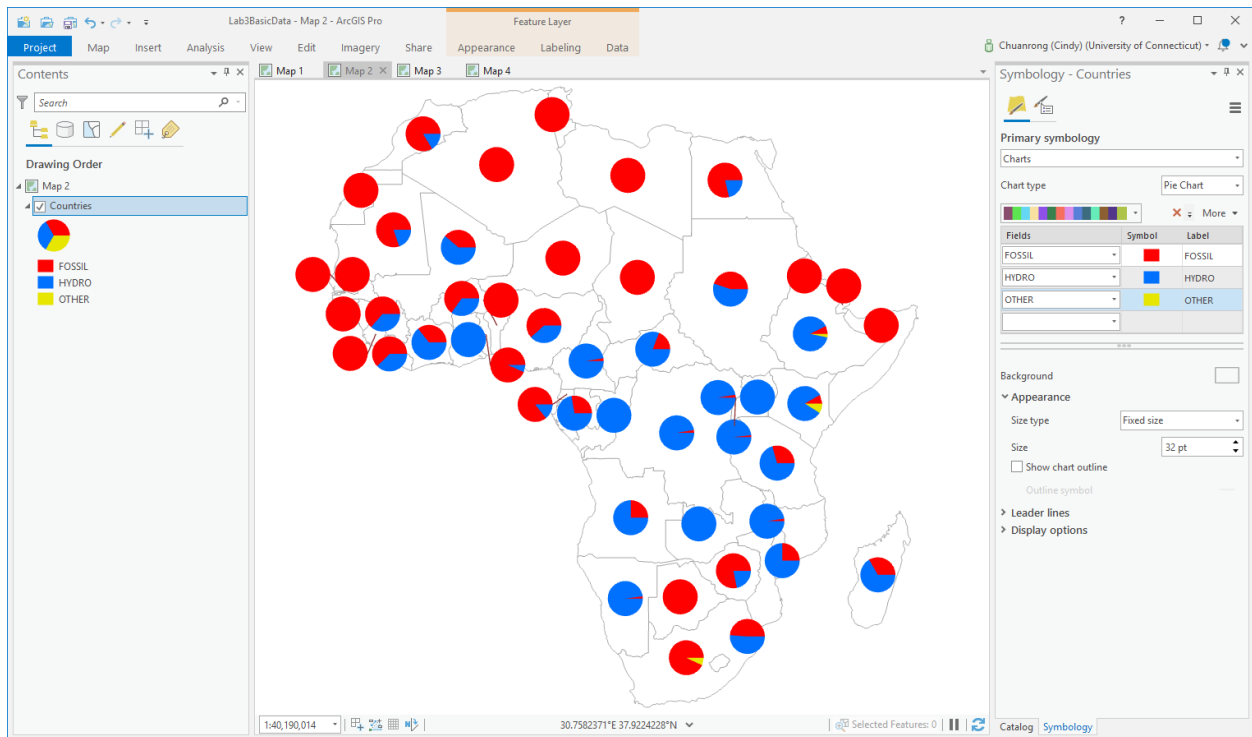 Lab3BasicData - Map 2 - ArcGIS Pro
Feature Layer
?
Project Map Insert Analysis View Edit Imagery Share Appearance Labeling Data
Chuanrong (Cindy) (University of Connecticut)
Contents
Search
Drawing Order
Map 2
Countries
FOSSIL
HYDRO
OTHER
Map 1 Map 2 Map 3 Map 4
1:40,190,014
30.7582371°E 37.9224228°N
Selected Features: 0
Symbology - Countries
Primary symbology
Charts
Chart type Pie Chart
More
Fields Symbol Label
FOSSIL FOSSIL
HYDRO HYDRO
OTHER OTHER
Background
Appearance
Size type Fixed size
Size 32 pt
Show chart outline
Outline symbol
Leader lines
Display options
Catalog Symbology